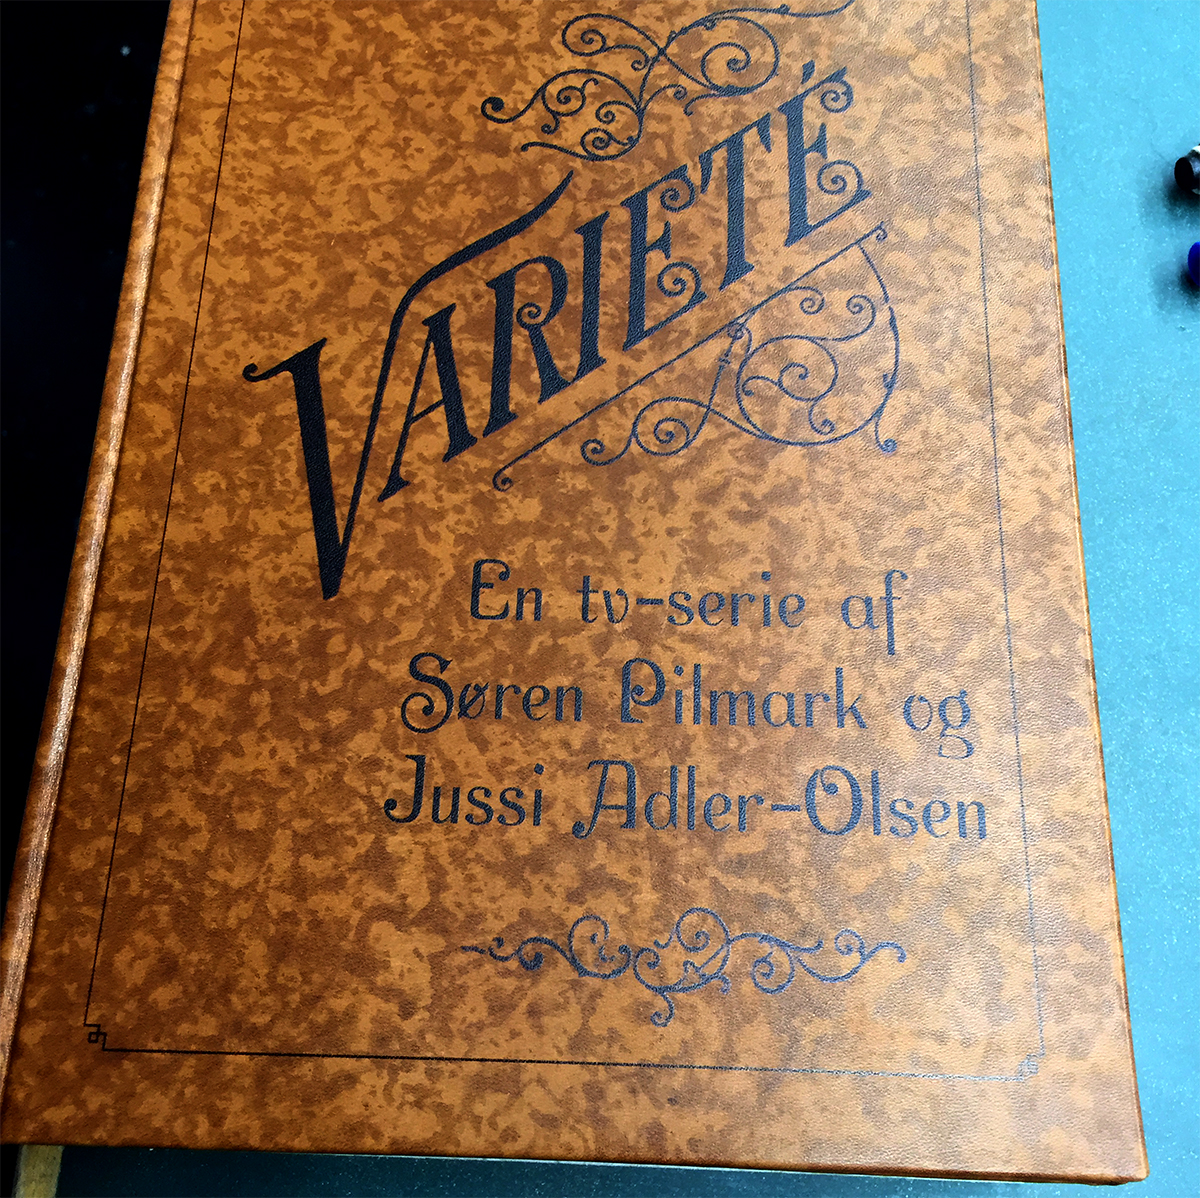 VARIETÉ
En tv-serie af
Søren Pilmark og
Jussi Adler-Olsen